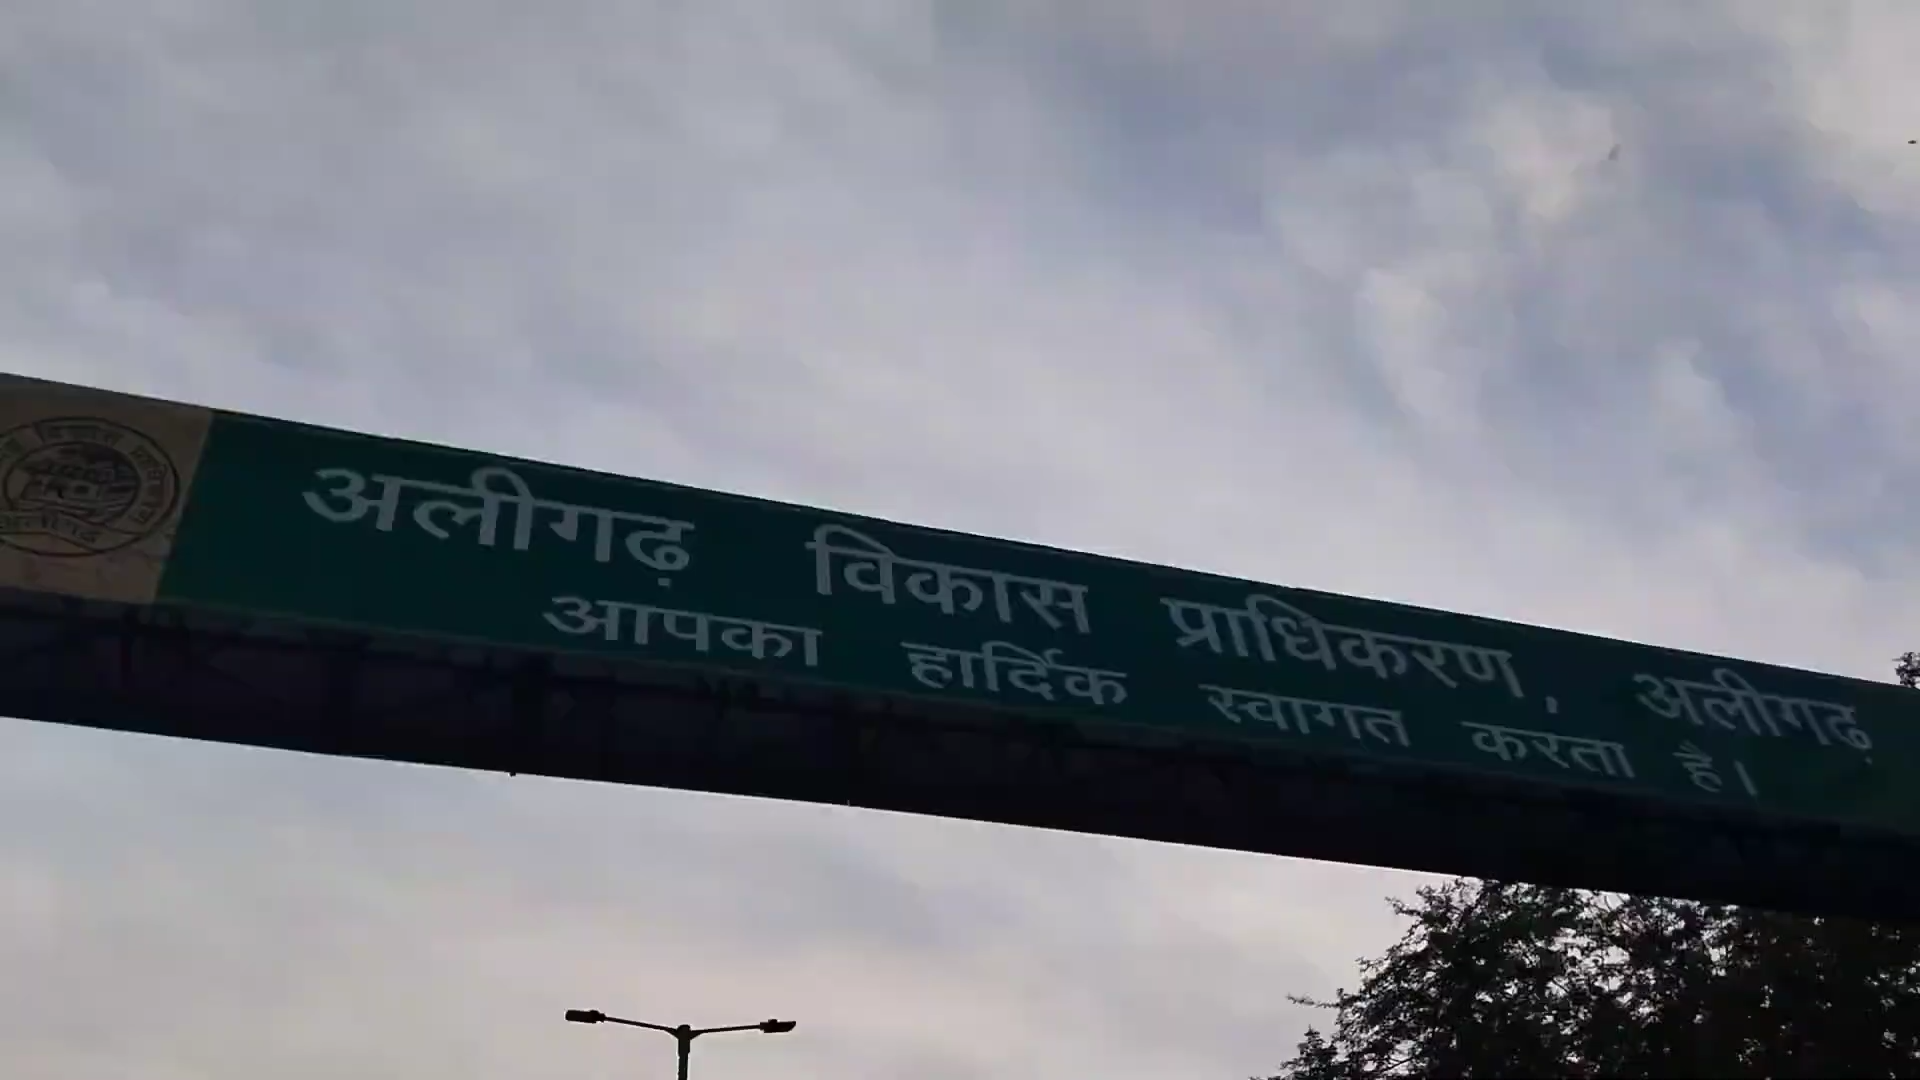 अलीगढ़ विकास प्राधिकरण, अलीगढ़
आपका हार्दिक स्वागत करता है।